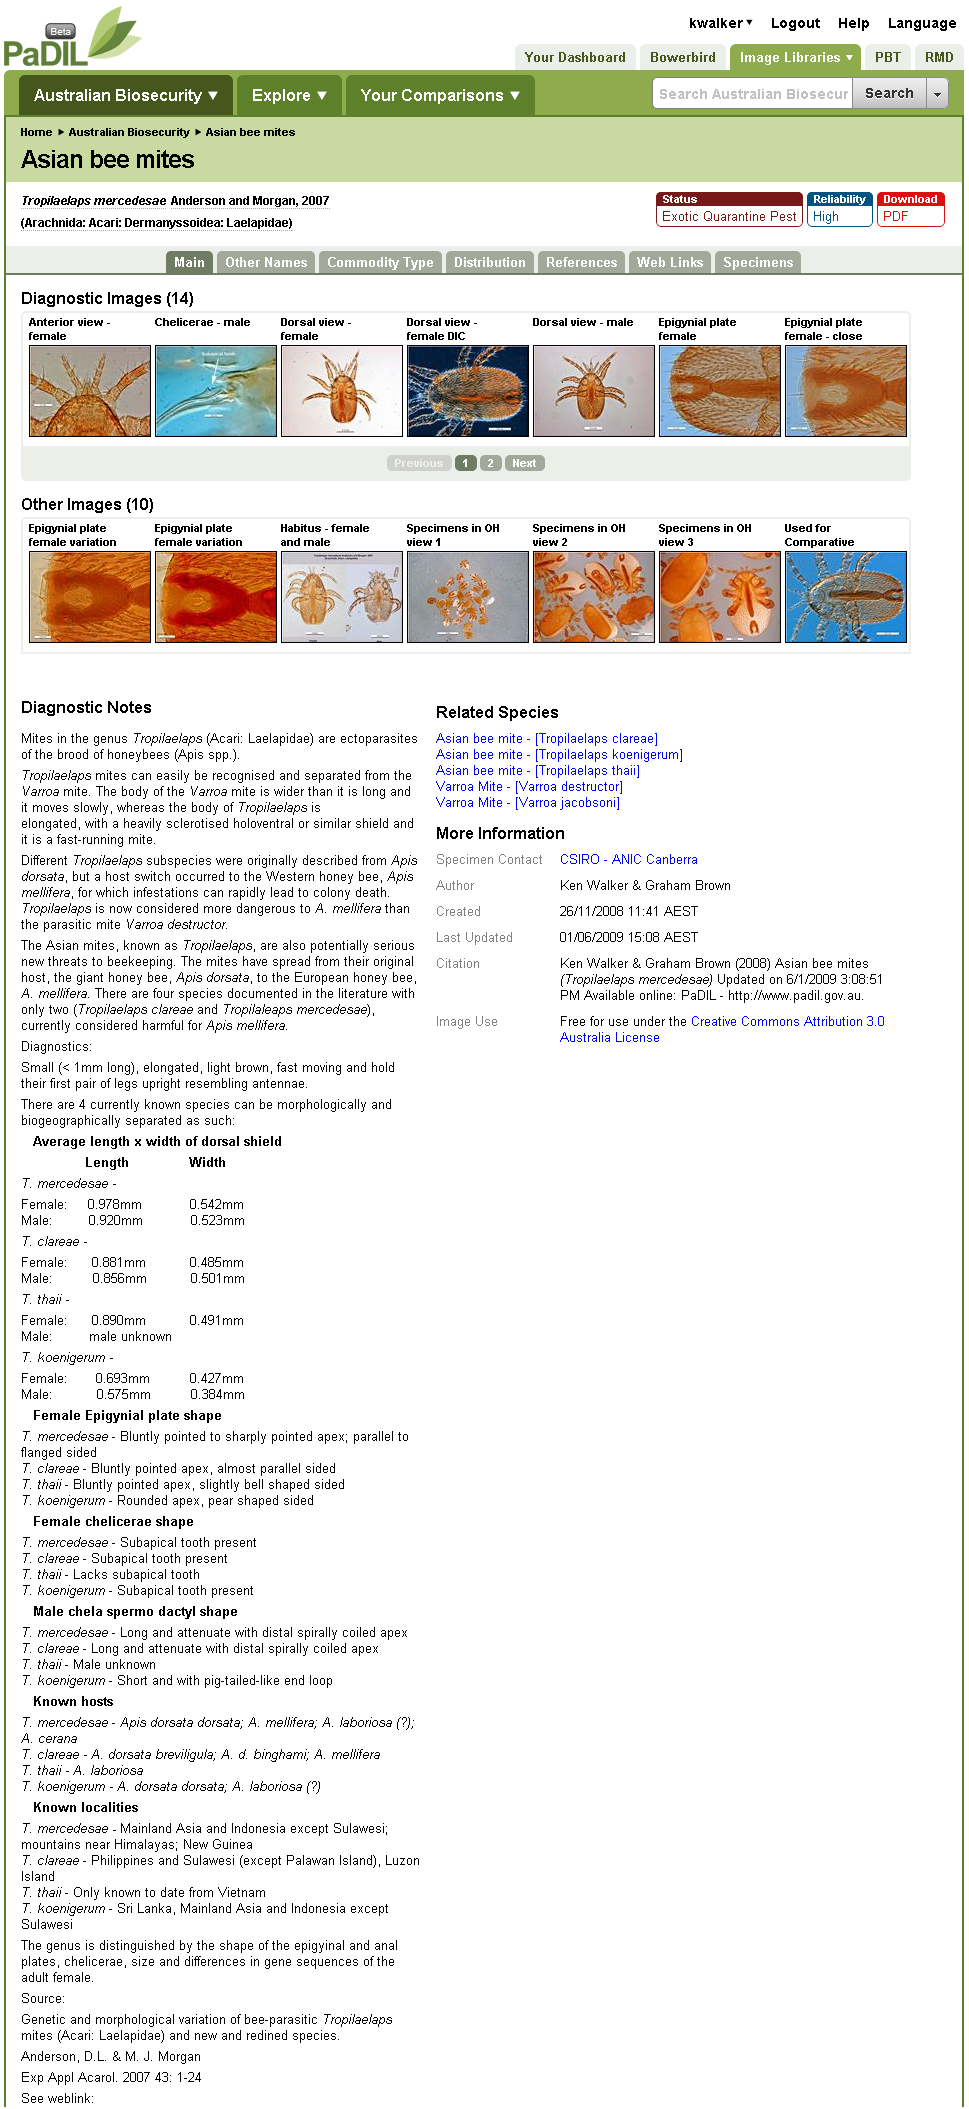 Beta
PaDIL
kwalker ▾ Logout Help Language
Your Dashboard Bowerbird Image Libraries ▾ PBT RMD
Australian Biosecurity ▼ Explore ▼ Your Comparisons ▼ Search Australian Biosecur Search
Home ▸ Australian Biosecurity ▸ Asian bee mites
Asian bee mites
Tropilaelaps mercedesae Anderson and Morgan, 2007
(Arachnida: Acari: Dermanyssoidea: Laelapidae)
Status
Exotic Quarantine Pest
Reliability
High
Download
PDF
Main Other Names Commodity Type Distribution References Web Links Specimens
Diagnostic Images (14)
Anterior view -
female
Chelicerae - male
Dorsal view -
female
Dorsal view -
female DIC
Dorsal view - male
Epigynial plate
female
Epigynial plate
female - close
Subapical tooth
Previous 1 2 Next
Other Images (10)
Epigynial plate
female variation
Epigynial plate
female variation
Habitus - female
and male
Specimens in OH
view 1
Specimens in OH
view 2
Specimens in OH
view 3
Used for
Comparative
Diagnostic Notes
Mites in the genus Tropilaelaps (Acari: Laelapidae) are ectoparasites
of the brood of honeybees (Apis spp.).
Tropilaelaps mites can easily be recognised and separated from the
Varroa mite. The body of the Varroa mite is wider than it is long and
it moves slowly, whereas the body of Tropilaelaps is
elongated, with a heavily sclerotised holoventral or similar shield and
it is a fast-running mite.
Different Tropilaelaps subspecies were originally described from Apis
dorsata, but a host switch occurred to the Western honey bee, Apis
mellifera, for which infestations can rapidly lead to colony death.
Tropilaelaps is now considered more dangerous to A. mellifera than
the parasitic mite Varroa destructor.
The Asian mites, known as Tropilaelaps, are also potentially serious
new threats to beekeeping. The mites have spread from their original
host, the giant honey bee, Apis dorsata, to the European honey bee,
A. mellifera. There are four species documented in the literature with
only two (Tropilaelaps clareae and Tropilaleaps mercedesae),
currently considered harmful for Apis mellifera.
Diagnostics:
Small (< 1mm long), elongated, light brown, fast moving and hold
their first pair of legs upright resembling antennae.
There are 4 currently known species can be morphologically and
biogeographically separated as such:
Average length x width of dorsal shield
Length Width
T. mercedesae -
Female: 0.978mm 0.542mm
Male: 0.920mm 0.523mm
T. clareae -
Female: 0.881mm 0.485mm
Male: 0.856mm 0.501mm
T. thaii -
Female: 0.890mm 0.491mm
Male: male unknown
T. koenigerum -
Female: 0.693mm 0.427mm
Male: 0.575mm 0.384mm
Female Epigynial plate shape
T. mercedesae - Bluntly pointed to sharply pointed apex; parallel to
flanged sided
T. clareae - Bluntly pointed apex, almost parallel sided
T. thaii - Bluntly pointed apex, slightly bell shaped sided
T. koenigerum - Rounded apex, pear shaped sided
Female chelicerae shape
T. mercedesae - Subapical tooth present
T. clareae - Subapical tooth present
T. thaii - Lacks subapical tooth
T. koenigerum - Subapical tooth present
Male chela spermo dactyl shape
T. mercedesae - Long and attenuate with distal spirally coiled apex
T. clareae - Long and attenuate with distal spirally coiled apex
T. thaii - Male unknown
T. koenigerum - Short and with pig-tailed-like end loop
Known hosts
T. mercedesae - Apis dorsata dorsata; A. mellifera; A. laboriosa (?);
A. cerana
T. clareae - A. dorsata breviligula; A. d. binghami; A. mellifera
T. thaii - A. laboriosa
T. koenigerum - A. dorsata dorsata; A. laboriosa (?)
Known localities
T. mercedesae - Mainland Asia and Indonesia except Sulawesi;
mountains near Himalayas; New Guinea
T. clareae - Philippines and Sulawesi (except Palawan Island), Luzon
Island
T. thaii - Only known to date from Vietnam
T. koenigerum - Sri Lanka, Mainland Asia and Indonesia except
Sulawesi
The genus is distinguished by the shape of the epigyinal and anal
plates, chelicerae, size and differences in gene sequences of the
adult female.
Source:
Genetic and morphological variation of bee-parasitic Tropilaelaps
mites (Acari: Laelapidae) and new and redined species.
Anderson, D.L. & M. J. Morgan
Exp Appl Acarol. 2007 43: 1-24
See weblink:
Related Species
Asian bee mite - [Tropilaelaps clareae]
Asian bee mite - [Tropilaelaps koenigerum]
Asian bee mite - [Tropilaelaps thaii]
Varroa Mite - [Varroa destructor]
Varroa Mite - [Varroa jacobsoni]
More Information
Specimen Contact CSIRO - ANIC Canberra
Author Ken Walker & Graham Brown
Created 26/11/2008 11:41 AEST
Last Updated 01/06/2009 15:08 AEST
Citation Ken Walker & Graham Brown (2008) Asian bee mites
(Tropilaelaps mercedesae) Updated on 6/1/2009 3:08:51
PM Available online: PaDIL - http://www.padil.gov.au.
Image Use Free for use under the Creative Commons Attribution 3.0
Australia License